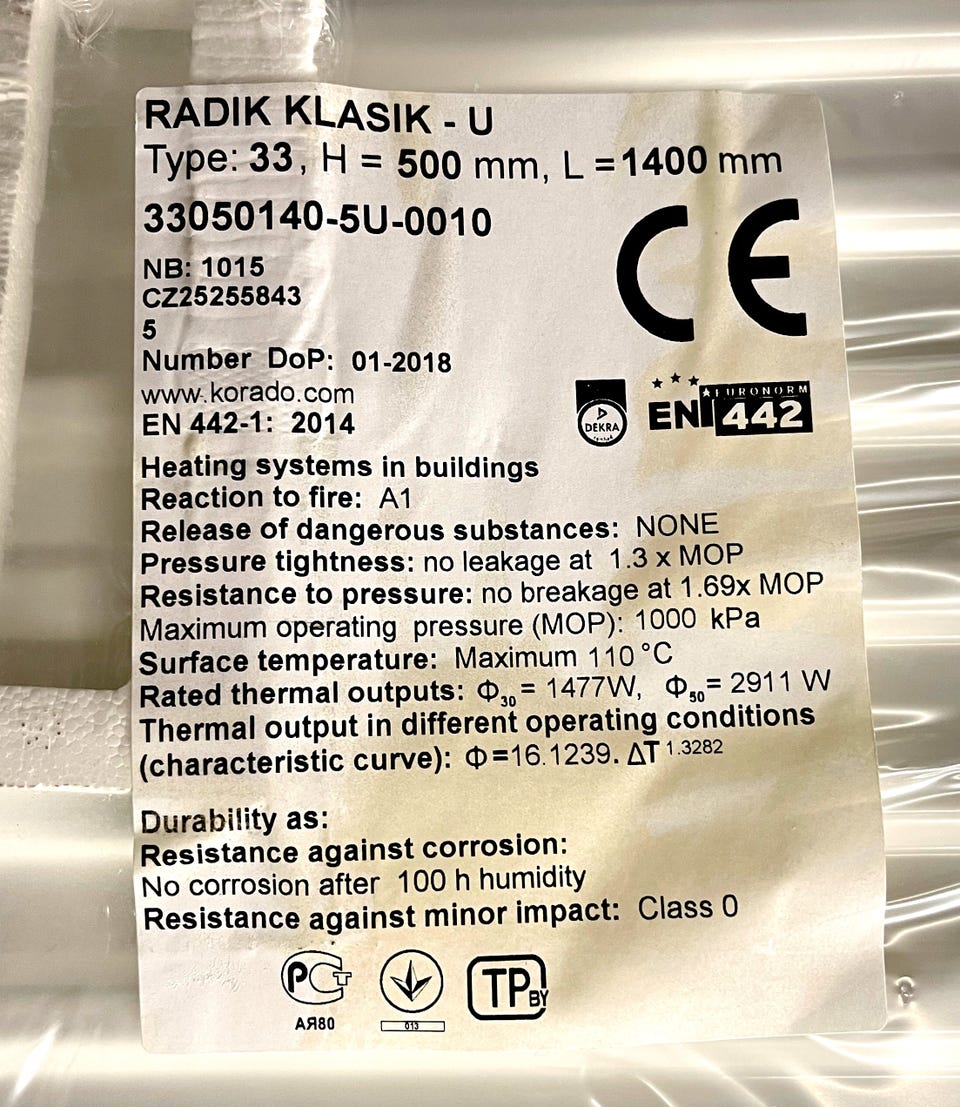 RADIK KLASIK - U
Type: 33, H = 500 mm, L = 1400 mm
33050140-5U-0010
CE
NB: 1015
CZ25255843
5
Number DoP: 01-2018
www.korado.com
EN 442-1: 2014
DEKRA
EURONORM
EN 442
Heating systems in buildings
Reaction to fire: A1
Release of dangerous substances: NONE
Pressure tightness: no leakage at 1.3 x MOP
Resistance to pressure: no breakage at 1.69x MOP
Maximum operating pressure (MOP): 1000 kPa
Surface temperature: Maximum 110 °C
Rated thermal outputs: Φ₃₀ = 1477W, Φ₅₀ = 2911 W
Thermal output in different operating conditions
(characteristic curve): Φ=16.1239. ΔT 1.3282
Durability as:
Resistance against corrosion:
No corrosion after 100 h humidity
Resistance against minor impact: Class 0
РСТ
АЯ80
013
TP BY